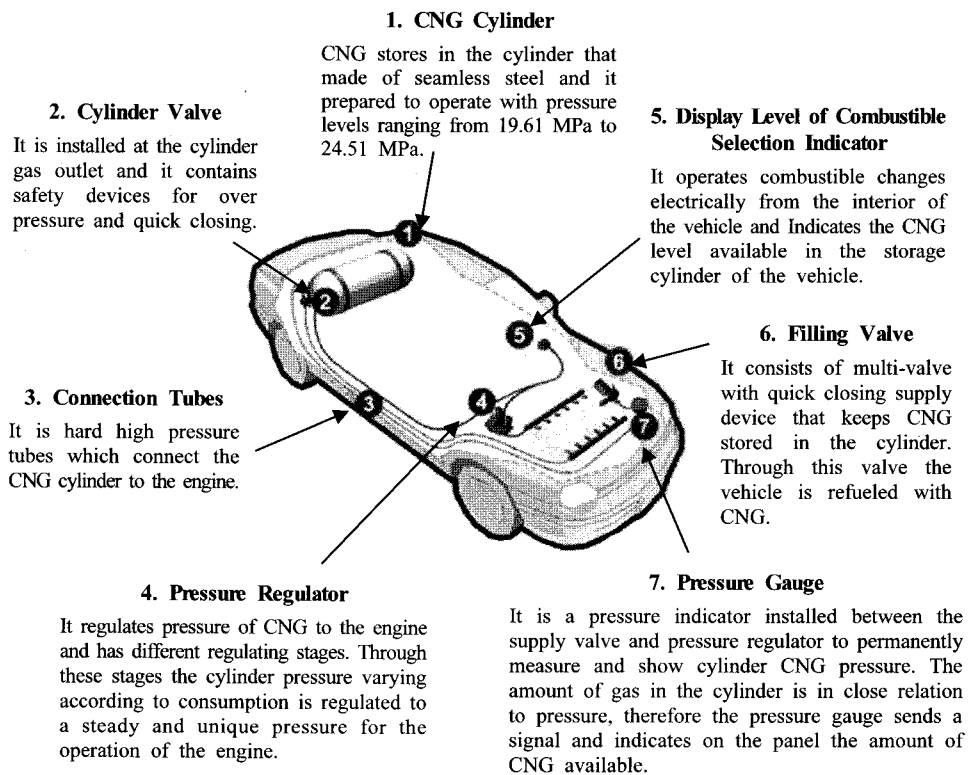 1. CNG Cylinder
CNG stores in the cylinder that
made of seamless steel and it
prepared to operate with pressure
levels ranging from 19.61 MPa to
24.51 MPa.
2. Cylinder Valve
It is installed at the cylinder
gas outlet and it contains
safety devices for over
pressure and quick closing.
5. Display Level of Combustible
Selection Indicator
It operates combustible changes
electrically from the interior of
the vehicle and Indicates the CNG
level available in the storage
cylinder of the vehicle.
1
2
5
6
3
4
7
6. Filling Valve
It consists of multi-valve
with quick closing supply
device that keeps CNG
stored in the cylinder.
Through this valve the
vehicle is refueled with
CNG.
3. Connection Tubes
It is hard high pressure
tubes which connect the
CNG cylinder to the engine.
4. Pressure Regulator
It regulates pressure of CNG to the engine
and has different regulating stages. Through
these stages the cylinder pressure varying
according to consumption is regulated to
a steady and unique pressure for the
operation of the engine.
7. Pressure Gauge
It is a pressure indicator installed between the
supply valve and pressure regulator to permanently
measure and show cylinder CNG pressure. The
amount of gas in the cylinder is in close relation
to pressure, therefore the pressure gauge sends a
signal and indicates on the panel the amount of
CNG available.